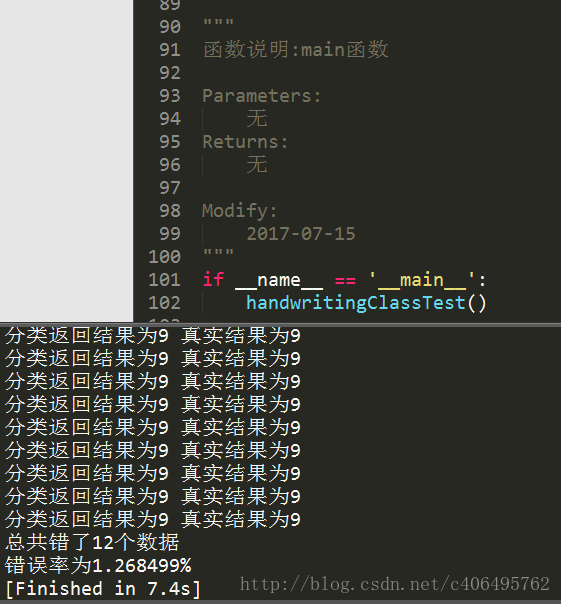 89
90 """
91 函数说明:main函数
92
93 Parameters:
94     无
95 Returns:
96     无
97
98 Modify:
99     2017-07-15
100 """
101 if __name__ == '__main__':
102     handwritingClassTest()
分类返回结果为9 真实结果为9
分类返回结果为9 真实结果为9
分类返回结果为9 真实结果为9
分类返回结果为9 真实结果为9
分类返回结果为9 真实结果为9
分类返回结果为9 真实结果为9
分类返回结果为9 真实结果为9
分类返回结果为9 真实结果为9
分类返回结果为9 真实结果为9
总共错了12个数据
错误率为1.268499%
[Finished in 7.4s]
http://blog.csdn.net/c406495762